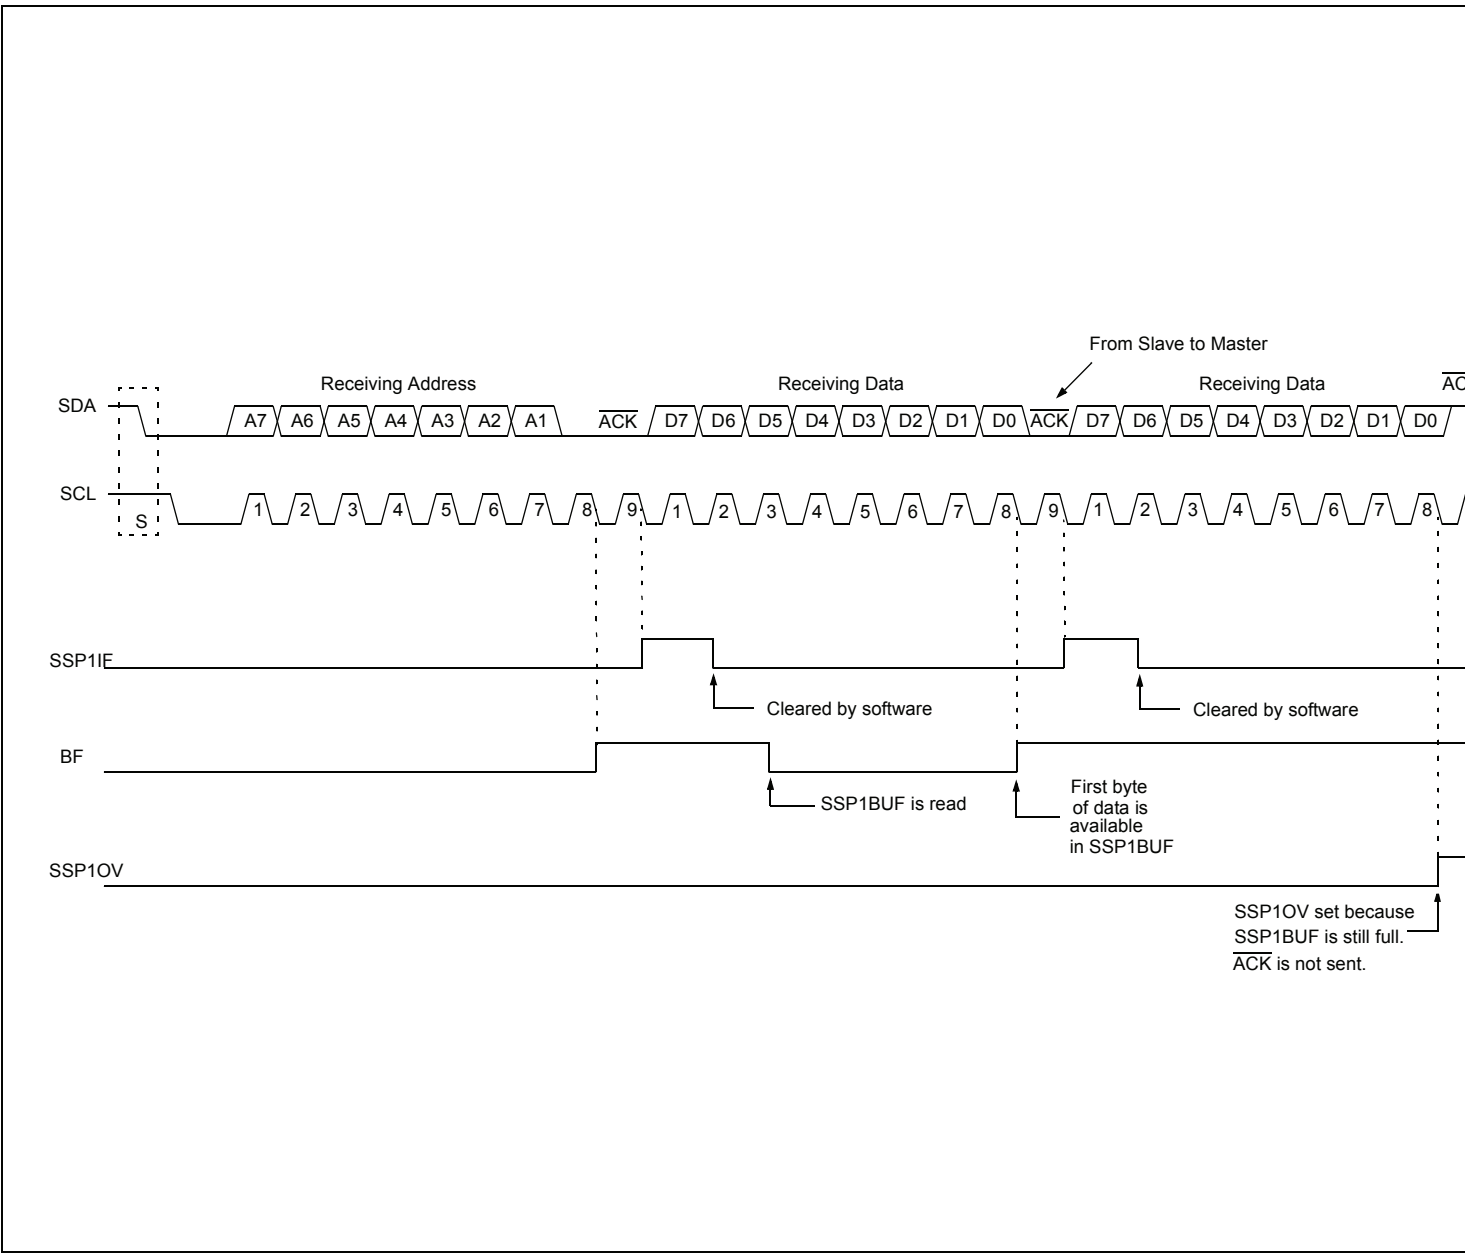 From Slave to Master
Receiving Address
Receiving Data
Receiving Data
SDA
A7 A6 A5 A4 A3 A2 A1 ACK D7 D6 D5 D4 D3 D2 D1 D0 ACK D7 D6 D5 D4 D3 D2 D1 D0
SCL
S
1 2 3 4 5 6 7 8 9 1 2 3 4 5 6 7 8 9 1 2 3 4 5 6 7 8
SSP1IF
Cleared by software
Cleared by software
BF
SSP1BUF is read
First byte
of data is
available
in SSP1BUF
SSP1OV
SSP1OV set because
SSP1BUF is still full.
ACK is not sent.